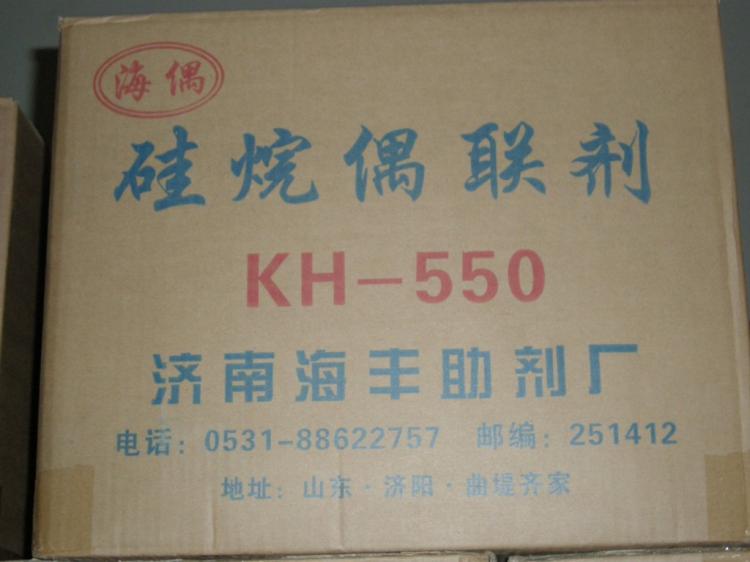 海偶
硅烷偶联剂
KH-550
济南海丰助剂厂
电话：0531-88622757 邮编：251412
地址：山东·济阳·曲堤齐家